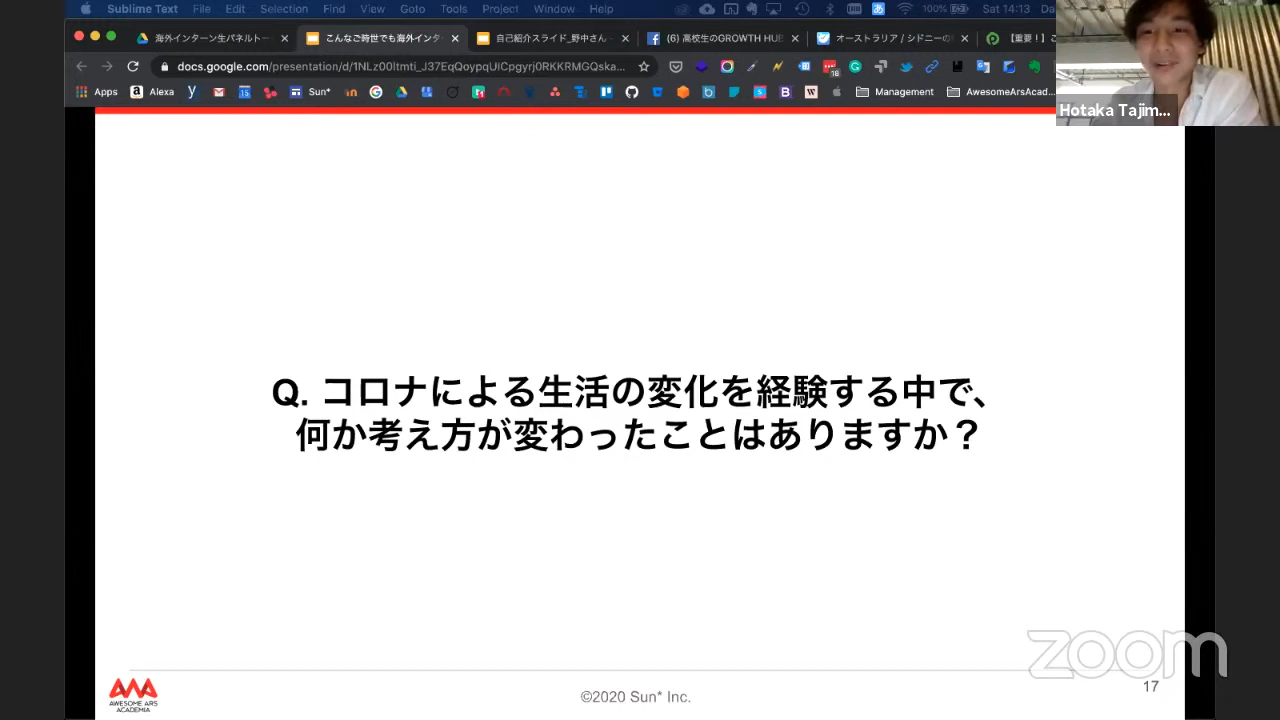 Sublime Text File Edit Selection Find View Goto Tools Project Window Help 100% Sat 14:13
海外インターン生パネルトー
こんなご時世でも海外インタ
自己紹介スライド_野中さん
(6) 高校生のGROWTH HUB
オーストラリア / シドニーの
【重要！】こ
docs.google.com/presentation/d/
18
Apps Alexa Sun* Management AwesomeArsAcad...
Hotaka Tajim...
Q. コロナによる生活の変化を経験する中で、
何か考え方が変わったことはありますか？
zoom
AWESOME ARS
ACADEMIA
©2020 Sun* Inc.
17